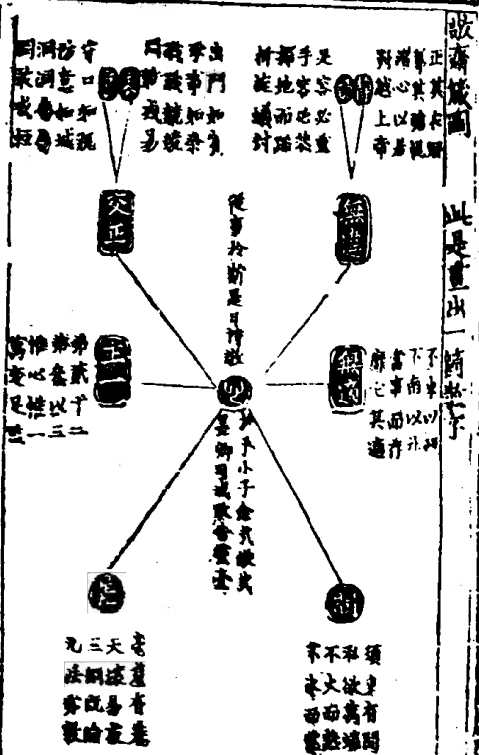 敬齋箴圖
此是畫出一箇敬字
正其衣冠
尊其瞻視
潛心以居
對越上帝
足容必重
手容必恭
擇地而蹈
折旋蟻封
出門如賓
承事如祭
戰戰兢兢
罔敢或易
守口如瓶
防意如城
洞洞屬屬
罔敢或輕
無違
交正
從事於斯是曰持敬
不東以西
不南以北
當事而存
靡它其適
無適
心
主一
弗貳以二
弗參以三
惟心惟一
萬變是監
於乎小子念哉敬哉
墨卿司戒敢告靈臺
間
須臾有間
私欲萬端
不火而熱
不冰而寒
差
毫釐有差
天壤易處
三綱既淪
九法亦斁